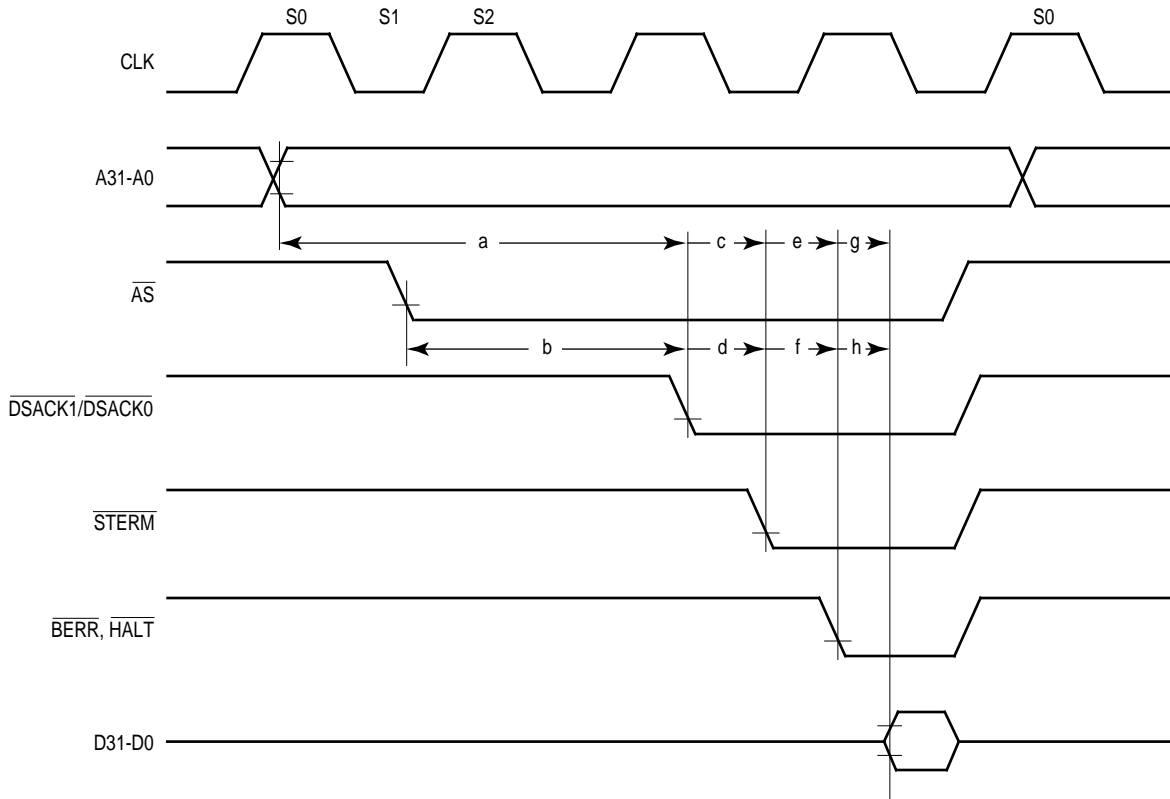 S0 S1 S2 S0
CLK
A31-A0
a c e g
AS
b d f h
DSACK1/DSACK0
STERM
BERR, HALT
D31-D0